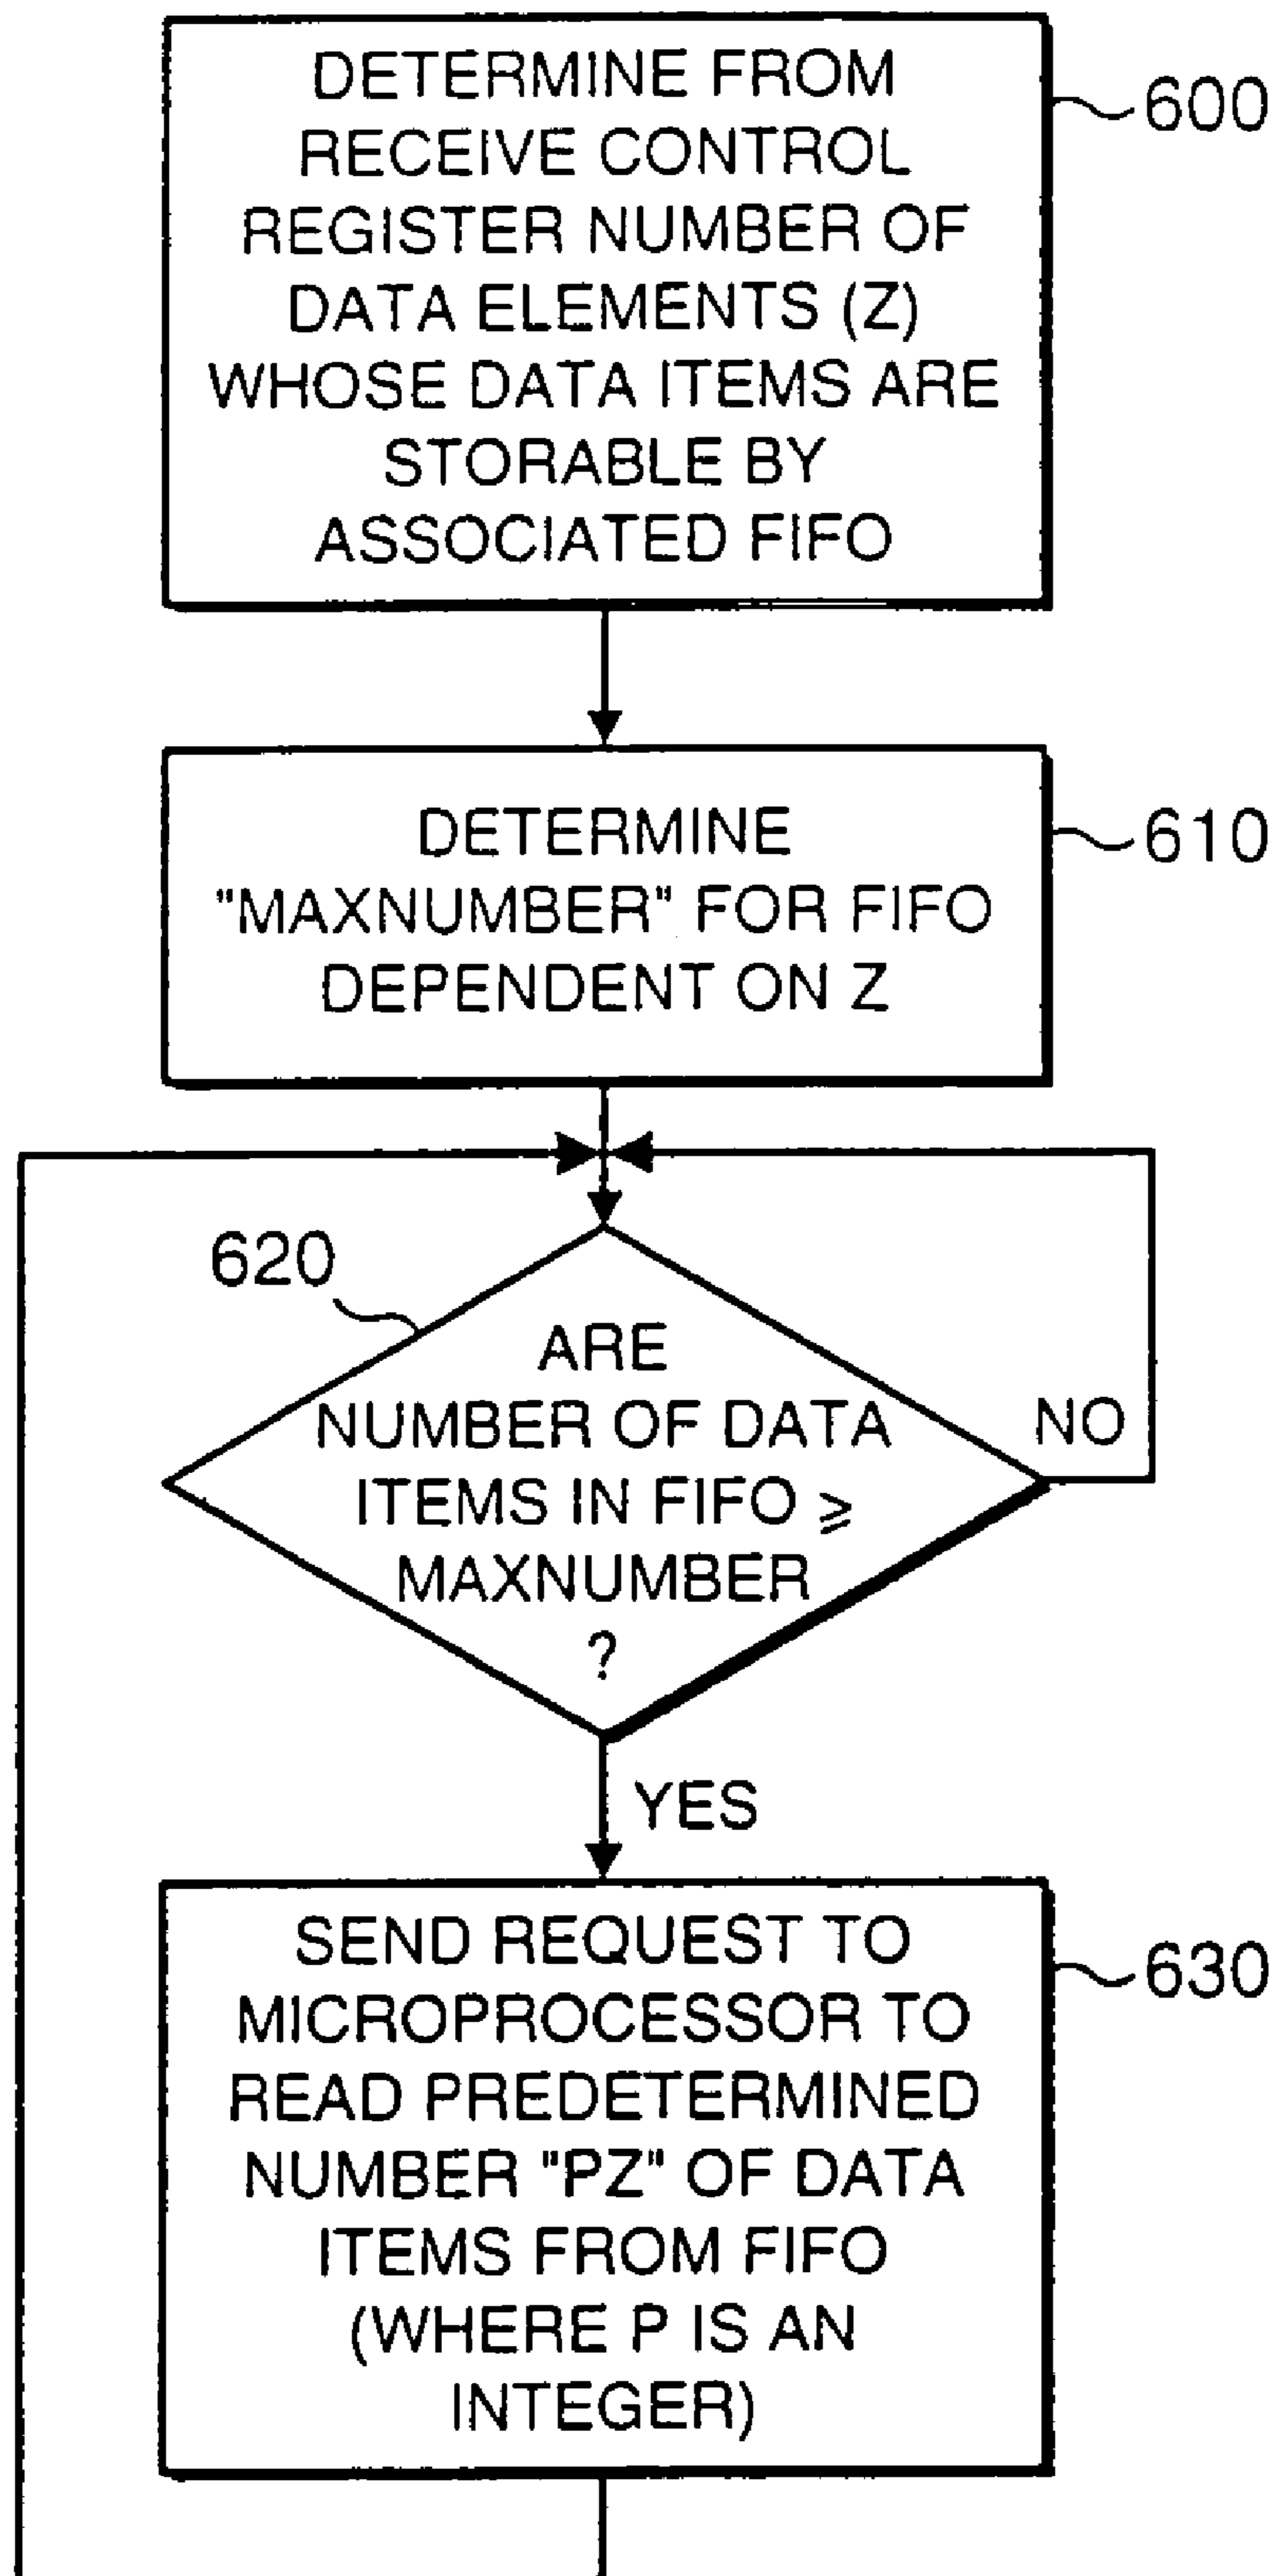 DETERMINE FROM
RECEIVE CONTROL
REGISTER NUMBER OF
DATA ELEMENTS (Z)
WHOSE DATA ITEMS ARE
STORABLE BY
ASSOCIATED FIFO
600
DETERMINE
"MAXNUMBER" FOR FIFO
DEPENDENT ON Z
610
620
ARE
NUMBER OF DATA
ITEMS IN FIFO ⩾
MAXNUMBER
?
NO
YES
SEND REQUEST TO
MICROPROCESSOR TO
READ PREDETERMINED
NUMBER "PZ" OF DATA
ITEMS FROM FIFO
(WHERE P IS AN
INTEGER)
630